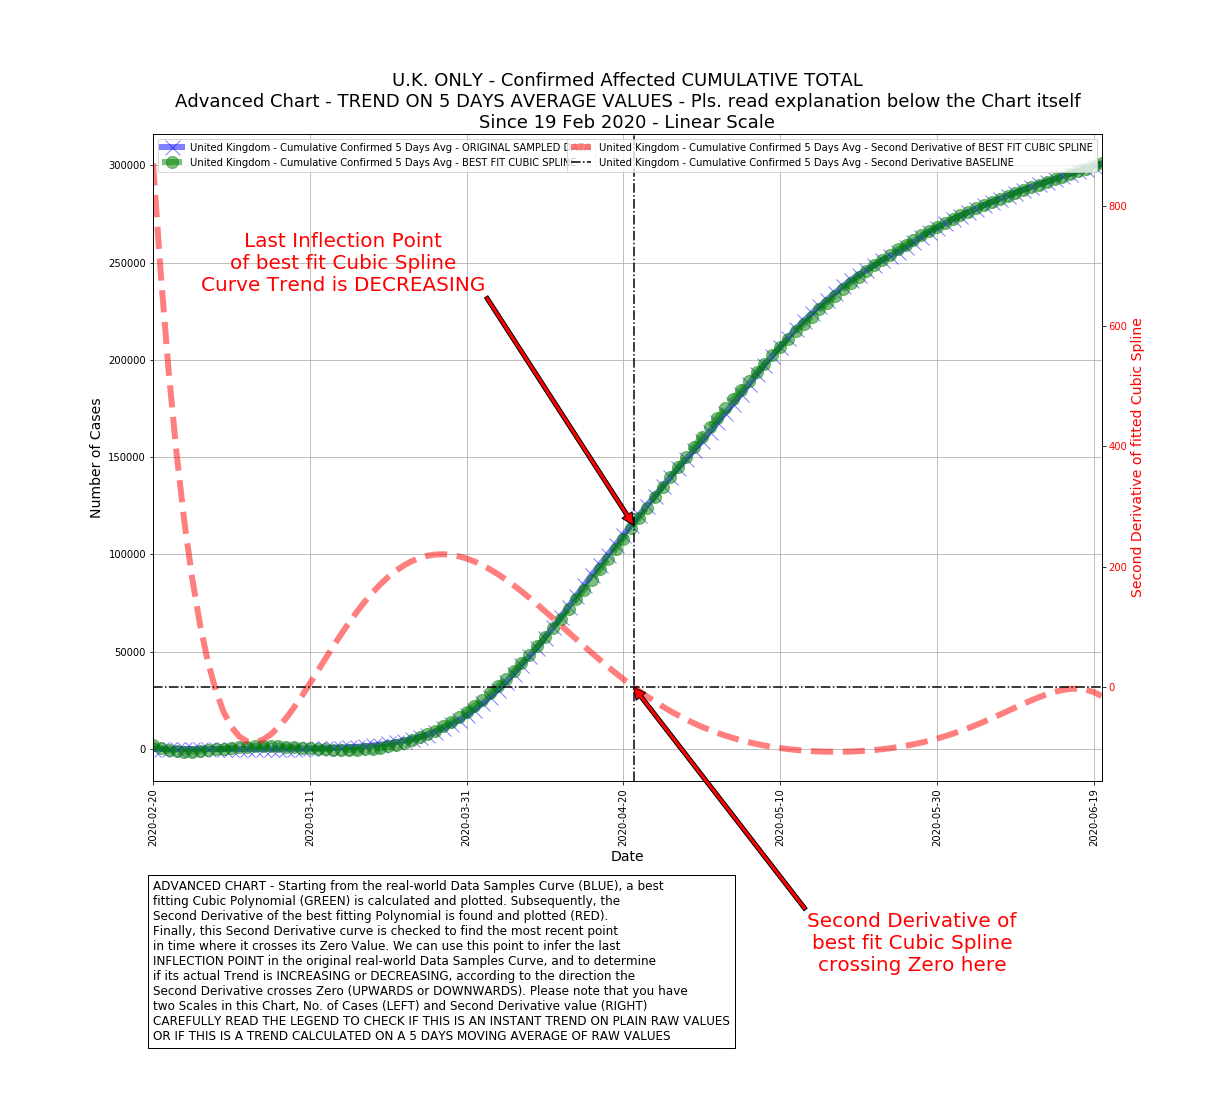 U.K. ONLY - Confirmed Affected CUMULATIVE TOTAL
Advanced Chart - TREND ON 5 DAYS AVERAGE VALUES - Pls. read explanation below the Chart itself
Since 19 Feb 2020 - Linear Scale
United Kingdom - Cumulative Confirmed 5 Days Avg - ORIGINAL SAMPLED DATA
United Kingdom - Cumulative Confirmed 5 Days Avg - BEST FIT CUBIC SPLINE
United Kingdom - Cumulative Confirmed 5 Days Avg - Second Derivative of BEST FIT CUBIC SPLINE
United Kingdom - Cumulative Confirmed 5 Days Avg - Second Derivative BASELINE
Last Inflection Point
of best fit Cubic Spline
Curve Trend is DECREASING
Number of Cases
300000
250000
200000
150000
100000
50000
0
800
600
400
200
0
Second Derivative of fitted Cubic Spline
2020-02-20
2020-03-11
2020-03-31
2020-04-20
2020-05-10
2020-05-30
2020-06-19
Date
ADVANCED CHART - Starting from the real-world Data Samples Curve (BLUE), a best
fitting Cubic Polynomial (GREEN) is calculated and plotted. Subsequently, the
Second Derivative of the best fitting Polynomial is found and plotted (RED).
Finally, this Second Derivative curve is checked to find the most recent point
in time where it crosses its Zero Value. We can use this point to infer the last
INFLECTION POINT in the original real-world Data Samples Curve, and to determine
if its actual Trend is INCREASING or DECREASING, according to the direction the
Second Derivative crosses Zero (UPWARDS or DOWNWARDS). Please note that you have
two Scales in this Chart, No. of Cases (LEFT) and Second Derivative value (RIGHT)
CAREFULLY READ THE LEGEND TO CHECK IF THIS IS AN INSTANT TREND ON PLAIN RAW VALUES
OR IF THIS IS A TREND CALCULATED ON A 5 DAYS MOVING AVERAGE OF RAW VALUES
Second Derivative of
best fit Cubic Spline
crossing Zero here